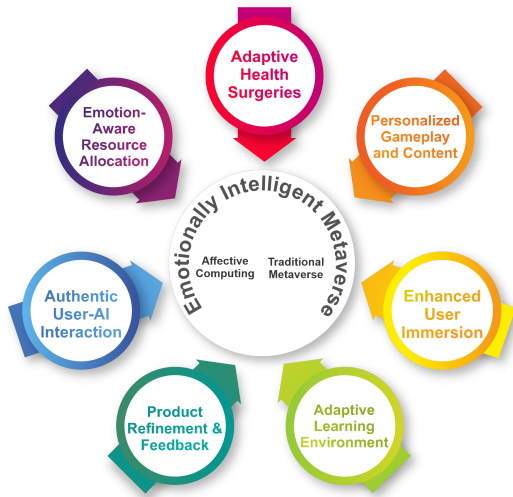 Adaptive
Health
Surgeries
Emotion-
Aware
Resource
Allocation
Personalized
Gameplay
and Content
Emotionally Intelligent Metaverse
Affective
Computing
Traditional
Metaverse
Authentic
User-AI
Interaction
Enhanced
User
Immersion
Product
Refinement &
Feedback
Adaptive
Learning
Environment